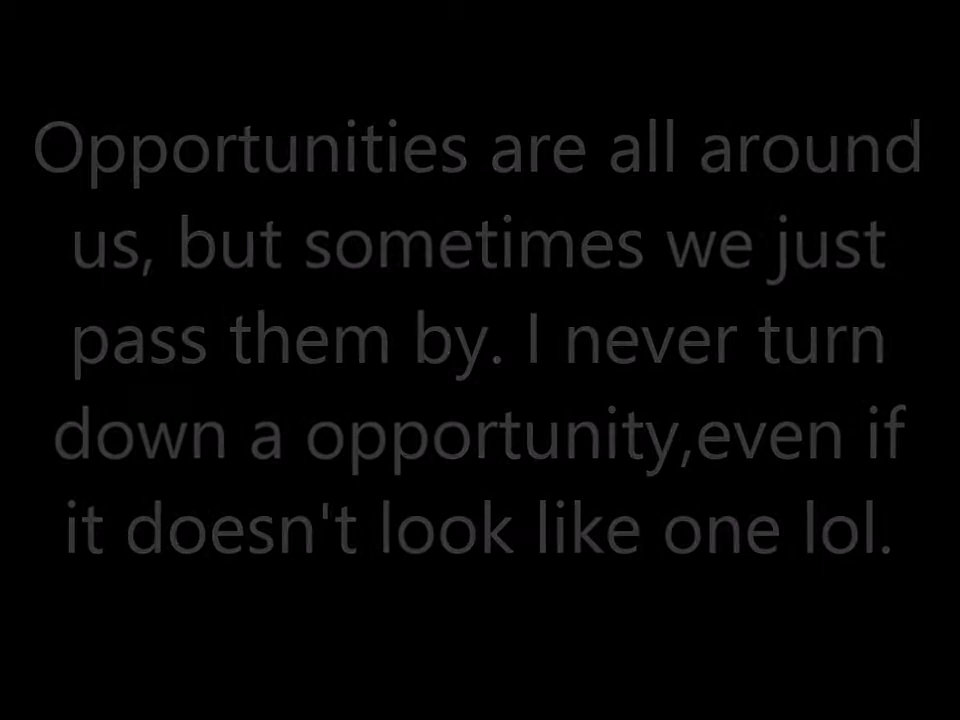 Opportunities are all around
us, but sometimes we just
pass them by. I never turn
down a opportunity,even if
it doesn't look like one lol.